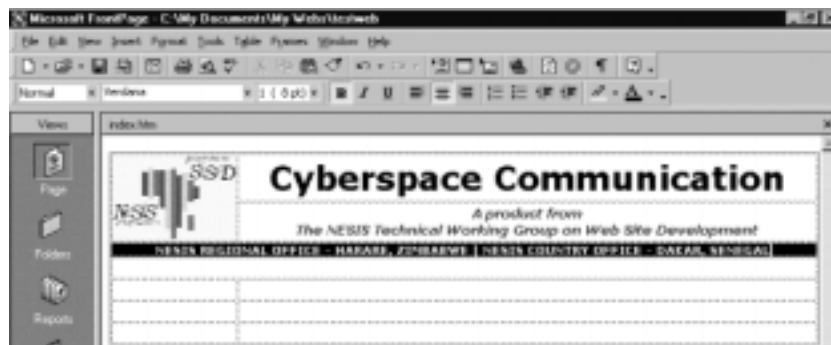 Microsoft FrontPage - C:\My Documents\My Webs\testweb
File Edit View Insert Format Tools Table Frames Window Help
Normal Verdana 1 ( 8 pt) B I U A
Views index.htm
SSID
NESIS
Cyberspace Communication
A product from
The NESIS Technical Working Group on Web Site Development
NESIS REGIONAL OFFICE - HARARE, ZIMBABWE | NESIS COUNTRY OFFICE - DAKAR, SENEGAL
Page
Folders
Reports